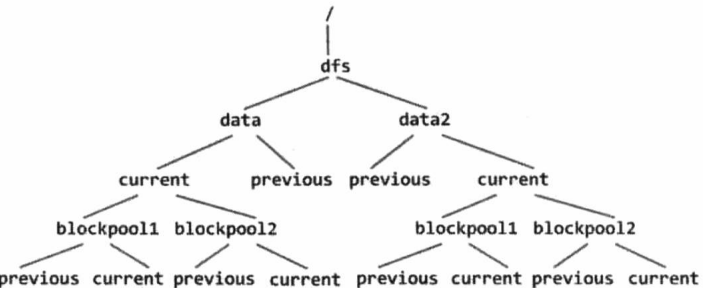 /
dfs
data data2
current previous previous current
blockpool1 blockpool2 blockpool1 blockpool2
previous current previous current previous current previous current